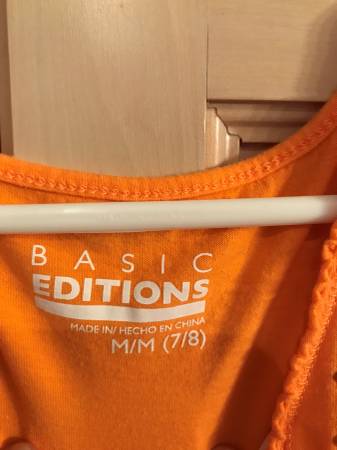 BASIC
EDITIONS
MADE IN/ HECHO EN CHINA
M/M (7/8)